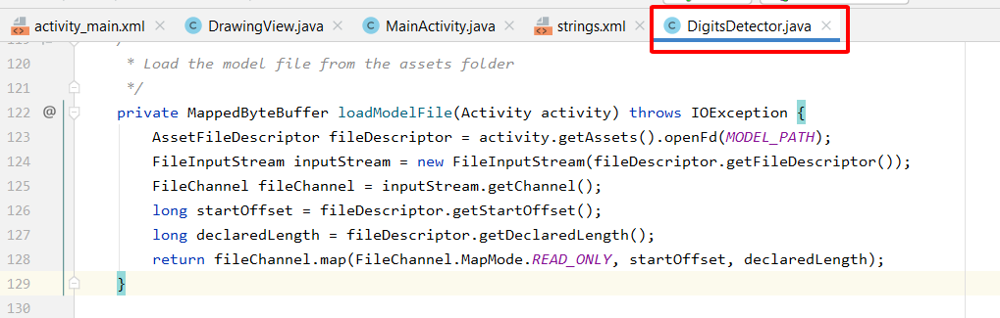 activity_main.xml DrawingView.java MainActivity.java strings.xml DigitsDetector.java
120 * Load the model file from the assets folder
121 */
122 @ private MappedByteBuffer loadModelFile(Activity activity) throws IOException {
123 AssetFileDescriptor fileDescriptor = activity.getAssets().openFd(MODEL_PATH);
124 FileInputStream inputStream = new FileInputStream(fileDescriptor.getFileDescriptor());
125 FileChannel fileChannel = inputStream.getChannel();
126 long startOffset = fileDescriptor.getStartOffset();
127 long declaredLength = fileDescriptor.getDeclaredLength();
128 return fileChannel.map(FileChannel.MapMode.READ_ONLY, startOffset, declaredLength);
129 }
130